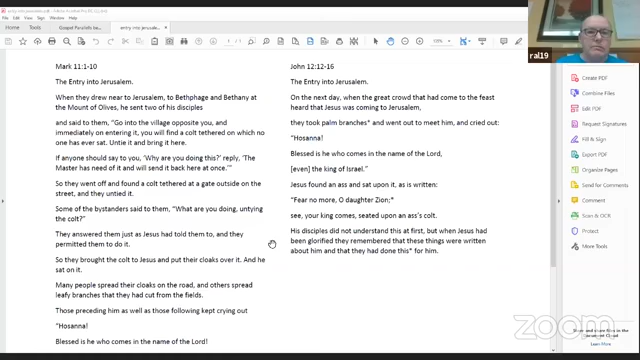 Home
Tools
Gospel Parallels be...
entry into jerusalem...
Mark 11:1-10
The Entry into Jerusalem.
When they drew near to Jerusalem, to Bethphage and Bethany at
the Mount of Olives, he sent two of his disciples
and said to them, “Go into the village opposite you, and
immediately on entering it, you will find a colt tethered on which no
one has ever sat. Untie it and bring it here.
If anyone should say to you, ‘Why are you doing this?’ reply, ‘The
Master has need of it and will send it back here at once.’”
So they went off and found a colt tethered at a gate outside on the
street, and they untied it.
Some of the bystanders said to them, “What are you doing, untying
the colt?”
They answered them just as Jesus had told them to, and they
permitted them to do it.
So they brought the colt to Jesus and put their cloaks over it. And he
sat on it.
Many people spread their cloaks on the road, and others spread
leafy branches that they had cut from the fields.
Those preceding him as well as those following kept crying out
“Hosanna!
Blessed is he who comes in the name of the Lord!
John 12:12-16
The Entry into Jerusalem.
On the next day, when the great crowd that had come to the feast
heard that Jesus was coming to Jerusalem,
they took palm branches* and went out to meet him, and cried out:
“Hosanna!
Blessed is he who comes in the name of the Lord,
[even] the king of Israel.”
Jesus found an ass and sat upon it, as is written:
“Fear no more, O daughter Zion;*
see, your king comes, seated upon an ass’s colt.
His disciples did not understand this at first, but when Jesus had
been glorified they remembered that these things were written
about him and that they had done this* for him.
ral19
Create PDF
Combine Files
Edit PDF
Request Signatures
Fill & Sign
Export PDF
Organize Pages
Send for Comments
Comment
Scan & OCR
Protect
More Tools
Store and share files in the
Document Cloud
Learn More
zoom